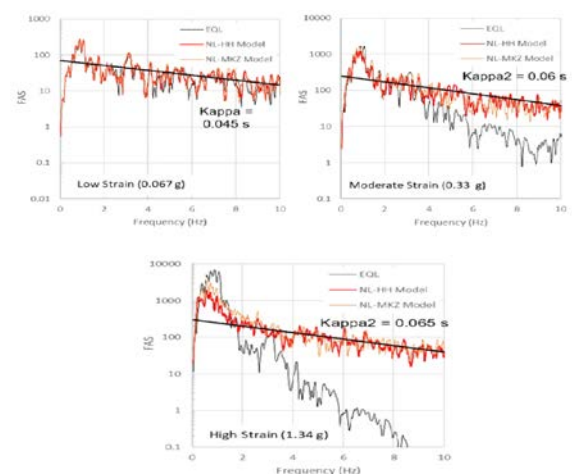 1000
100
10
1
0.1
0.01
FAS
EQL
NL-HH Model
NL-MKZ Model
Kappa =
0.045 s
Low Strain (0.067 g)
0 2 4 6 8 10
Frequency (Hz)
10000
1000
100
10
1
0.1
FAS
EQL
NL-HH Model
NL-MKZ Model
Kappa2 = 0.06 s
Moderate Strain (0.33 g)
0 2 4 6 8 10
Frequency (Hz)
10000
1000
100
10
1
0.1
FAS
EQL
NL-HH Model
NL-MKZ Model
Kappa2 = 0.065 s
High Strain (1.34 g)
0 2 4 6 8 10
Frequency (Hz)